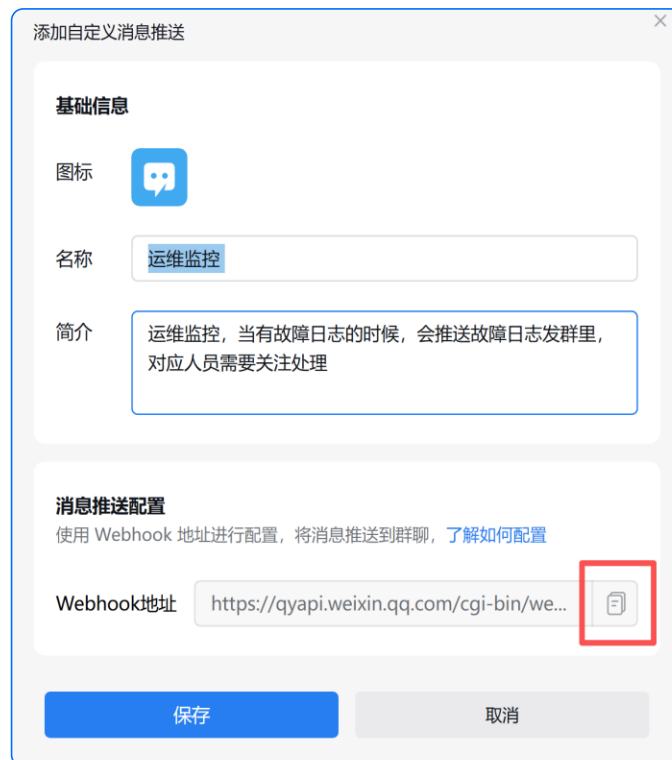 添加自定义消息推送
基础信息
图标
名称
运维监控
简介
运维监控，当有故障日志的时候，会推送故障日志发群里，
对应人员需要关注处理
消息推送配置
使用 Webhook 地址进行配置，将消息推送到群聊，了解如何配置
Webhook地址
https://qyapi.weixin.qq.com/cgi-bin/we...
保存
取消